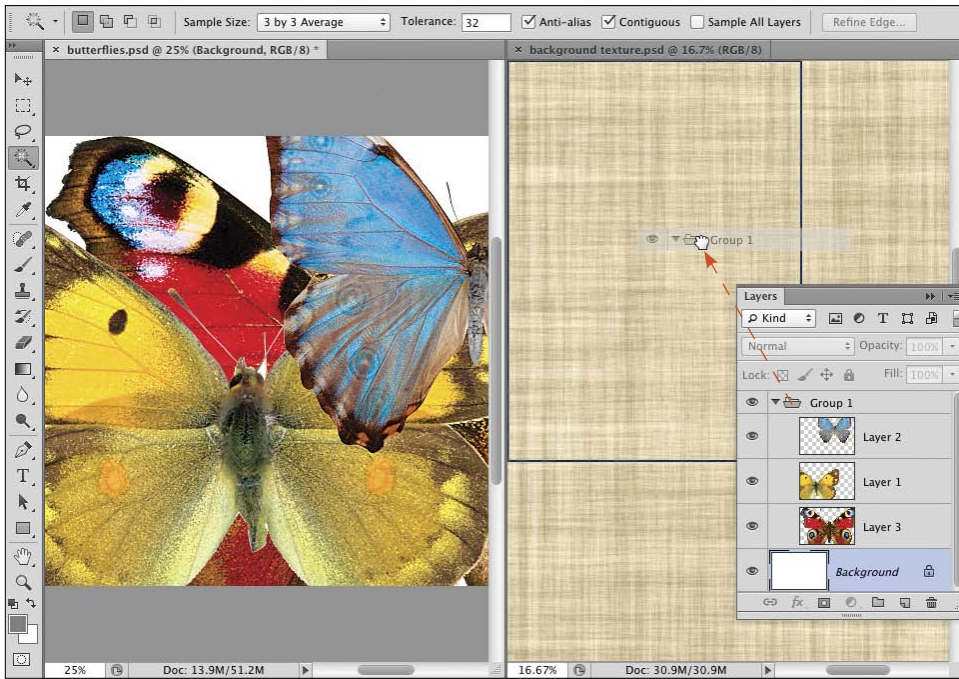 Sample Size: 3 by 3 Average Tolerance: 32 Anti-alias Contiguous Sample All Layers Refine Edge...
× butterflies.psd @ 25% (Background, RGB/8) *
× background texture.psd @ 16.7% (RGB/8)
Group 1
Layers
Kind
Normal Opacity: 100%
Lock: Fill: 100%
Group 1
Layer 2
Layer 1
Layer 3
Background
25% Doc: 13.9M/51.2M
16.67% Doc: 30.9M/30.9M